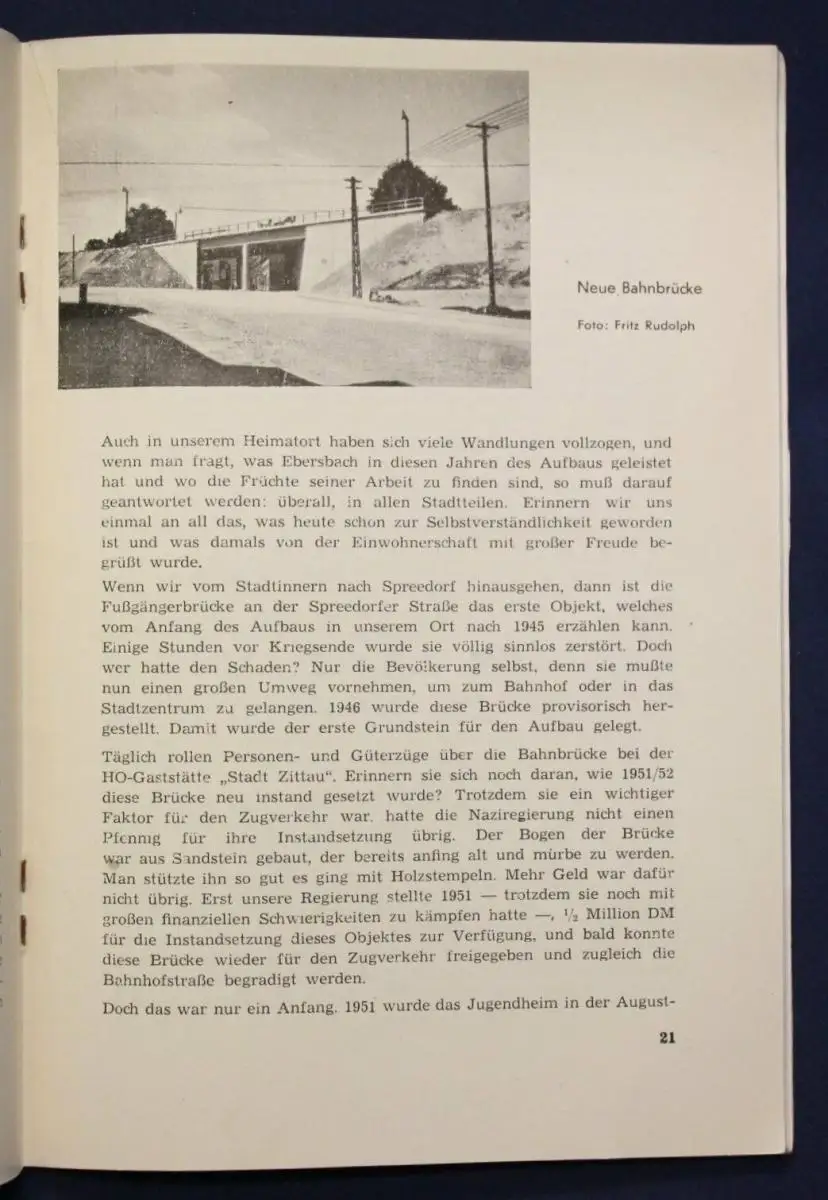 Neue Bahnbrücke
Foto: Fritz Rudolph
Auch in unserem Heimatort haben sich viele Wandlungen vollzogen, und
wenn man fragt, was Ebersbach in diesen Jahren des Aufbaus geleistet
hat und wo die Früchte seiner Arbeit zu finden sind, so muß darauf
geantwortet werden: überall, in allen Stadtteilen. Erinnern wir uns
einmal an all das, was heute schon zur Selbstverständlichkeit geworden
ist und was damals von der Einwohnerschaft mit großer Freude be-
grüßt wurde.
Wenn wir vom Stadtinnern nach Spreedorf hinausgehen, dann ist die
Fußgängerbrücke an der Spreedorfer Straße das erste Objekt, welches
vom Anfang des Aufbaus in unserem Ort nach 1945 erzählen kann.
Einige Stunden vor Kriegsende wurde sie völlig sinnlos zerstört. Doch
wer hatte den Schaden? Nur die Bevölkerung selbst, denn sie mußte
nun einen großen Umweg vornehmen, um zum Bahnhof oder in das
Stadtzentrum zu gelangen. 1946 wurde diese Brücke provisorisch her-
gestellt. Damit wurde der erste Grundstein für den Aufbau gelegt.
Täglich rollen Personen- und Güterzüge über die Bahnbrücke bei der
HO-Gaststätte „Stadt Zittau". Erinnern sie sich noch daran, wie 1951/52
diese Brücke neu instand gesetzt wurde? Trotzdem sie ein wichtiger
Faktor für den Zugverkehr war, hatte die Naziregierung nicht einen
Pfennig für ihre Instandsetzung übrig. Der Bogen der Brücke
war aus Sandstein gebaut, der bereits anfing alt und mürbe zu werden.
Man stützte ihn so gut es ging mit Holzstempeln. Mehr Geld war dafür
nicht übrig. Erst unsere Regierung stellte 1951 — trotzdem sie noch mit
großen finanziellen Schwierigkeiten zu kämpfen hatte —, ½ Million DM
für die Instandsetzung dieses Objektes zur Verfügung, und bald konnte
diese Brücke wieder für den Zugverkehr freigegeben und zugleich die
Bahnhofstraße begradigt werden.
Doch das war nur ein Anfang. 1951 wurde das Jugendheim in der August-
21